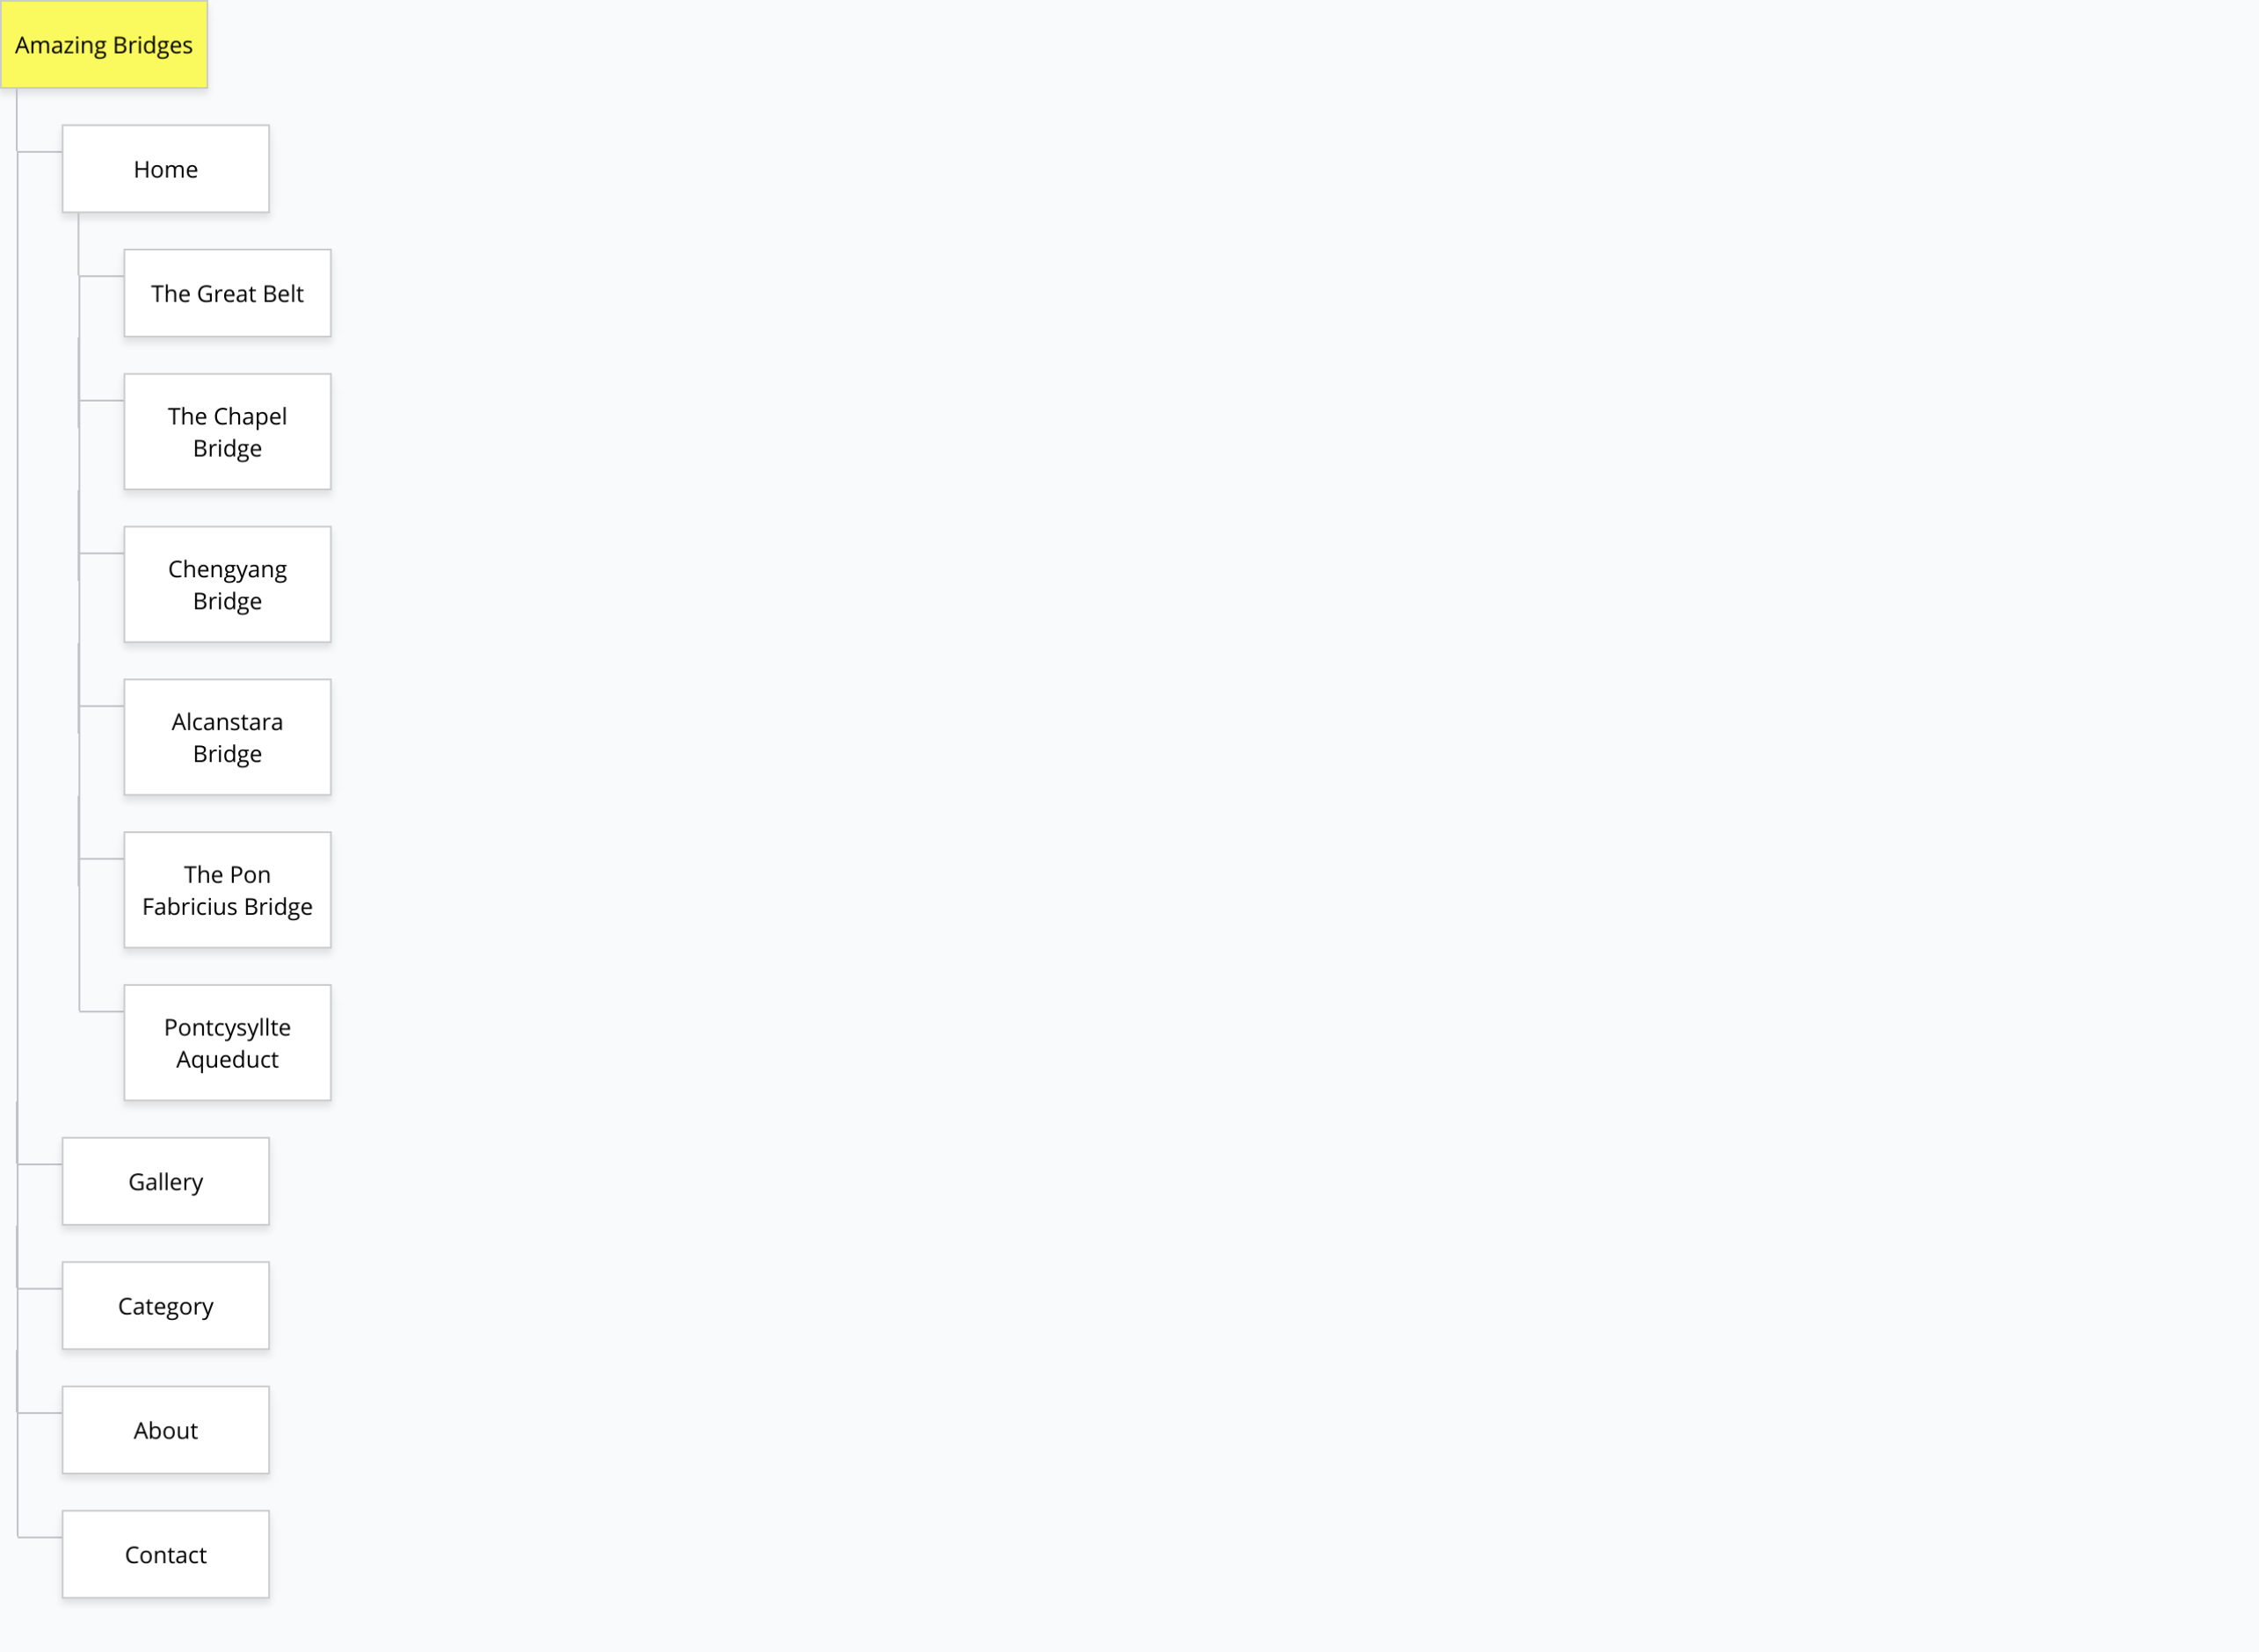 Amazing Bridges
Home
The Great Belt
The Chapel
Bridge
Chengyang
Bridge
Alcanstara
Bridge
The Pon
Fabricius Bridge
Pontcysyllte
Aqueduct
Gallery
Category
About
Contact